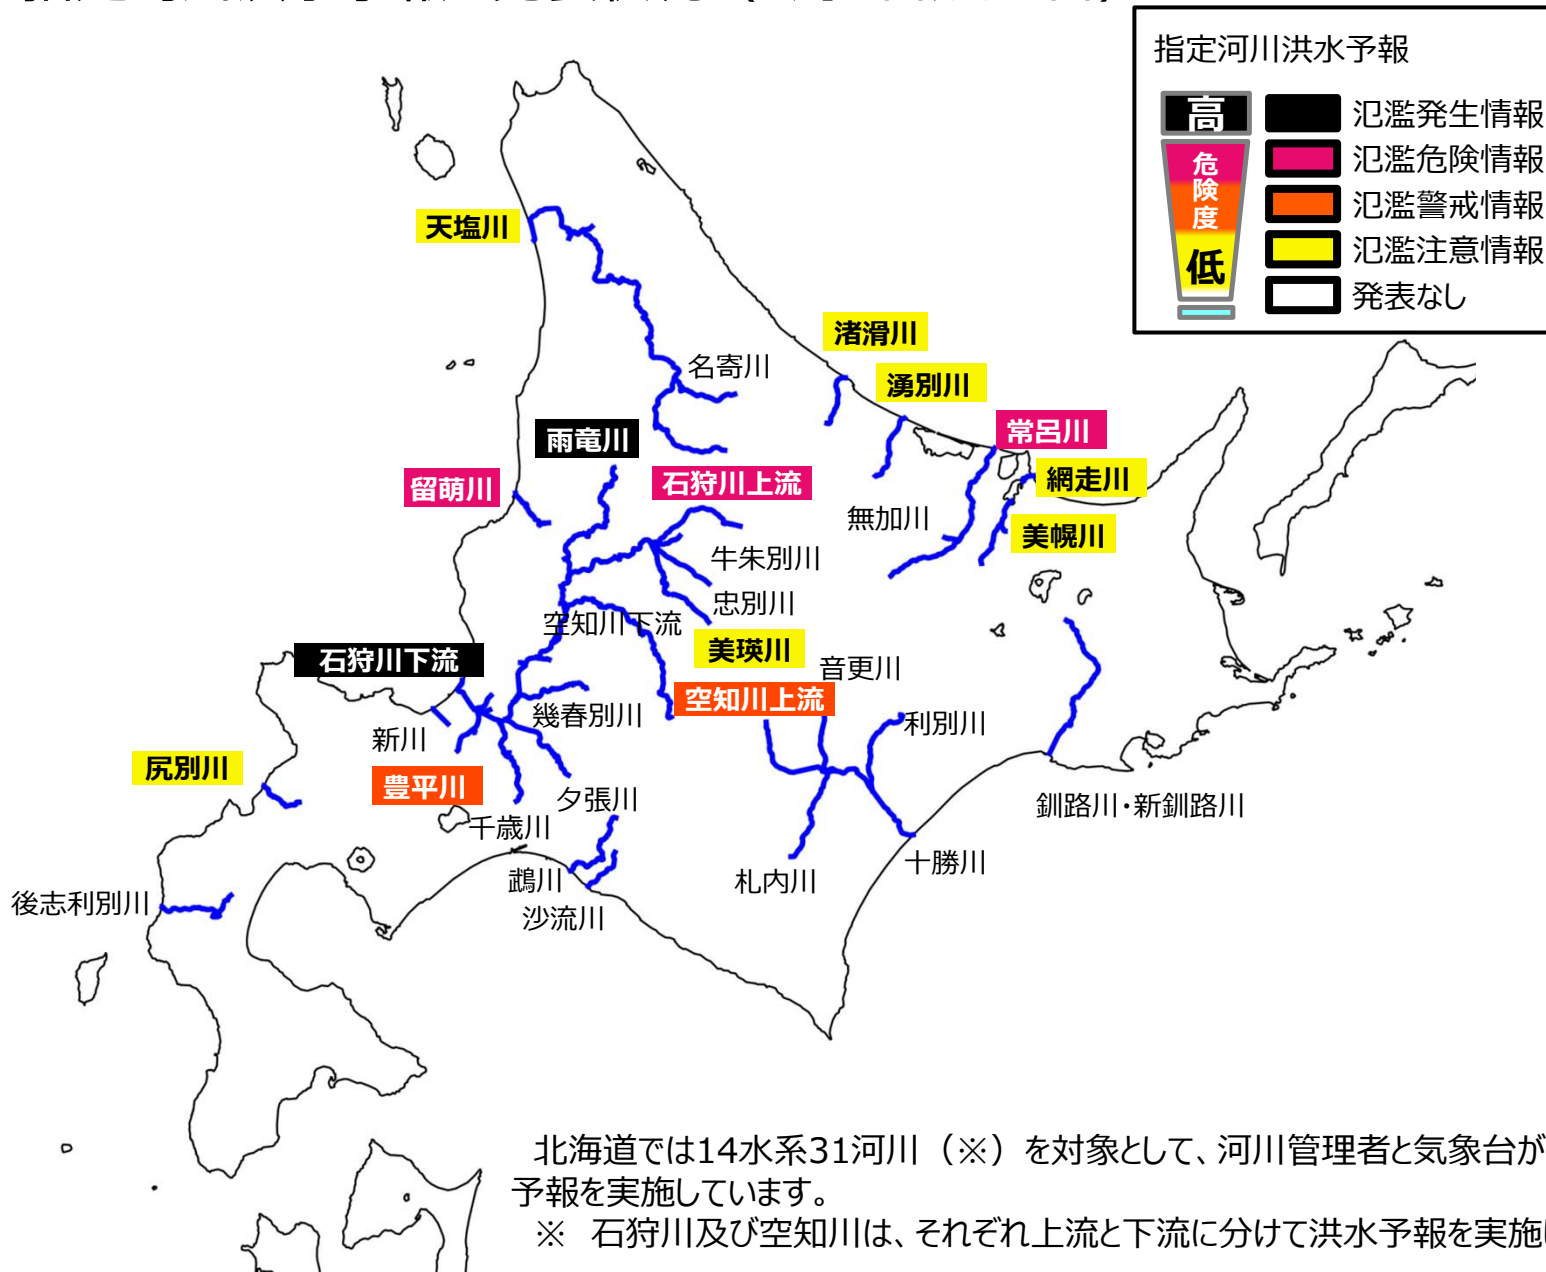 指定河川洪水予報
高
危険度
低
氾濫発生情報
氾濫危険情報
氾濫警戒情報
氾濫注意情報
発表なし
天塩川
渚滑川
名寄川
湧別川
雨竜川
常呂川
留萌川
石狩川上流
網走川
無加川
美幌川
牛朱別川
忠別川
空知川下流
美瑛川
石狩川下流
音更川
空知川上流
幾春別川
利別川
新川
尻別川
豊平川
夕張川
釧路川・新釧路川
千歳川
十勝川
鵡川
札内川
後志利別川
沙流川
北海道では14水系31河川（※）を対象として、河川管理者と気象台が
予報を実施しています。
※ 石狩川及び空知川は、それぞれ上流と下流に分けて洪水予報を実施